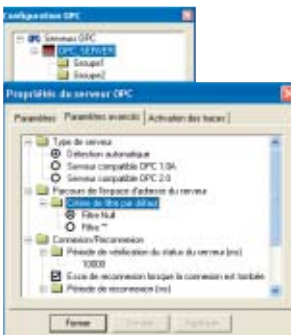 Configuration OPC
Serveurs OPC
OPC_SERVER
Groupe1
Groupe2
Propriétés du serveur OPC
Paramètres
Paramètres avancés
Activation des traces
Type de serveur
Détection automatique
Serveur compatible OPC 1.0A
Serveur compatible OPC 2.0
Parcours de l'espace d'adresse du serveur
Critère de filtre par défaut
Filtre Null
Filtre ""
Connexion/Reconnexion
Période de vérification du status du serveur (ms)
10000
Essai de reconnexion lorsque la connexion est tombée
Période de reconnexion (ms)
Fermer
Appliquer